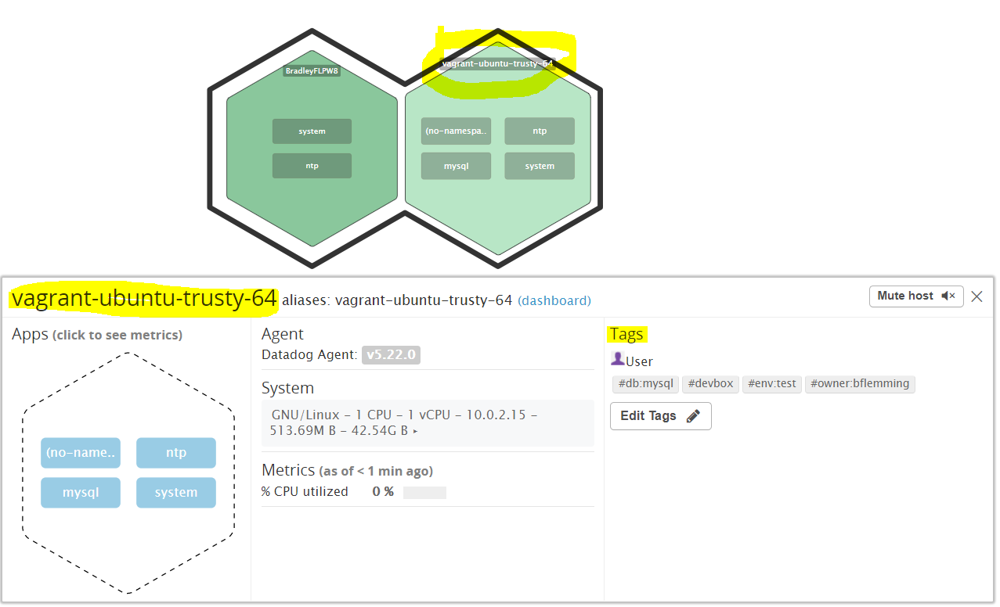 BradleyFLPW8
system
ntp
vagrant-ubuntu-trusty-64
(no-namespa.. ntp
mysql system
vagrant-ubuntu-trusty-64 aliases: vagrant-ubuntu-trusty-64 (dashboard)
Mute host
Apps (click to see metrics)
(no-name.. ntp
mysql system
Agent
Datadog Agent: v5.22.0
System
GNU/Linux – 1 CPU – 1 vCPU – 10.0.2.15 –
513.69M B – 42.54G B ▸
Metrics (as of < 1 min ago)
% CPU utilized 0 %
Tags
User
#db:mysql #devbox #env:test #owner:bflemming
Edit Tags